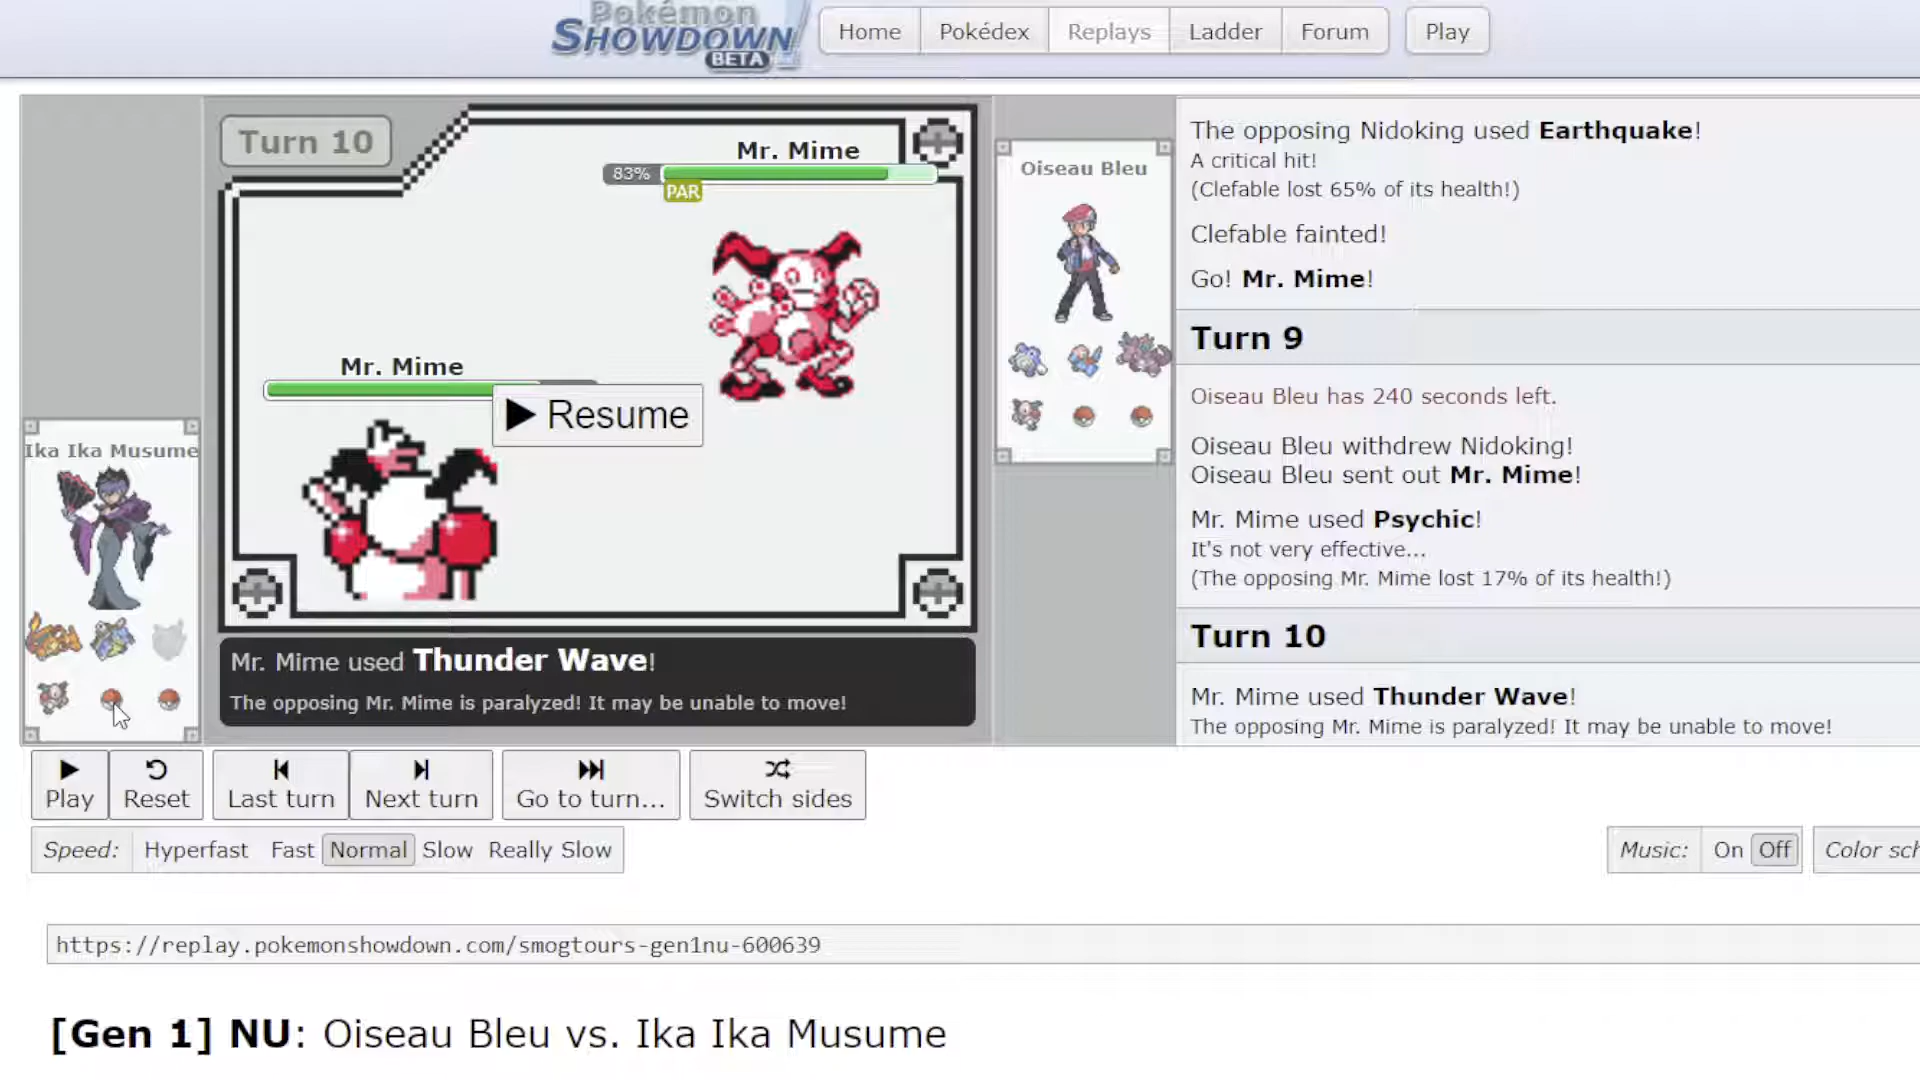 Pokémon
SHOWDOWN
BETA
Home
Pokédex
Replays
Ladder
Forum
Play
Turn 10
Mr. Mime
83%
PAR
Mr. Mime
Resume
Ika Ika Musume
Oiseau Bleu
Mr. Mime used Thunder Wave!
The opposing Mr. Mime is paralyzed! It may be unable to move!
The opposing Nidoking used Earthquake!
A critical hit!
(Clefable lost 65% of its health!)
Clefable fainted!
Go! Mr. Mime!
Turn 9
Oiseau Bleu has 240 seconds left.
Oiseau Bleu withdrew Nidoking!
Oiseau Bleu sent out Mr. Mime!
Mr. Mime used Psychic!
It's not very effective...
(The opposing Mr. Mime lost 17% of its health!)
Turn 10
Mr. Mime used Thunder Wave!
The opposing Mr. Mime is paralyzed! It may be unable to move!
Play
Reset
Last turn
Next turn
Go to turn...
Switch sides
Speed: Hyperfast Fast Normal Slow Really Slow
Music: On Off
Color sch
https://replay.pokemonshowdown.com/smogtours-gen1nu-600639
[Gen 1] NU: Oiseau Bleu vs. Ika Ika Musume